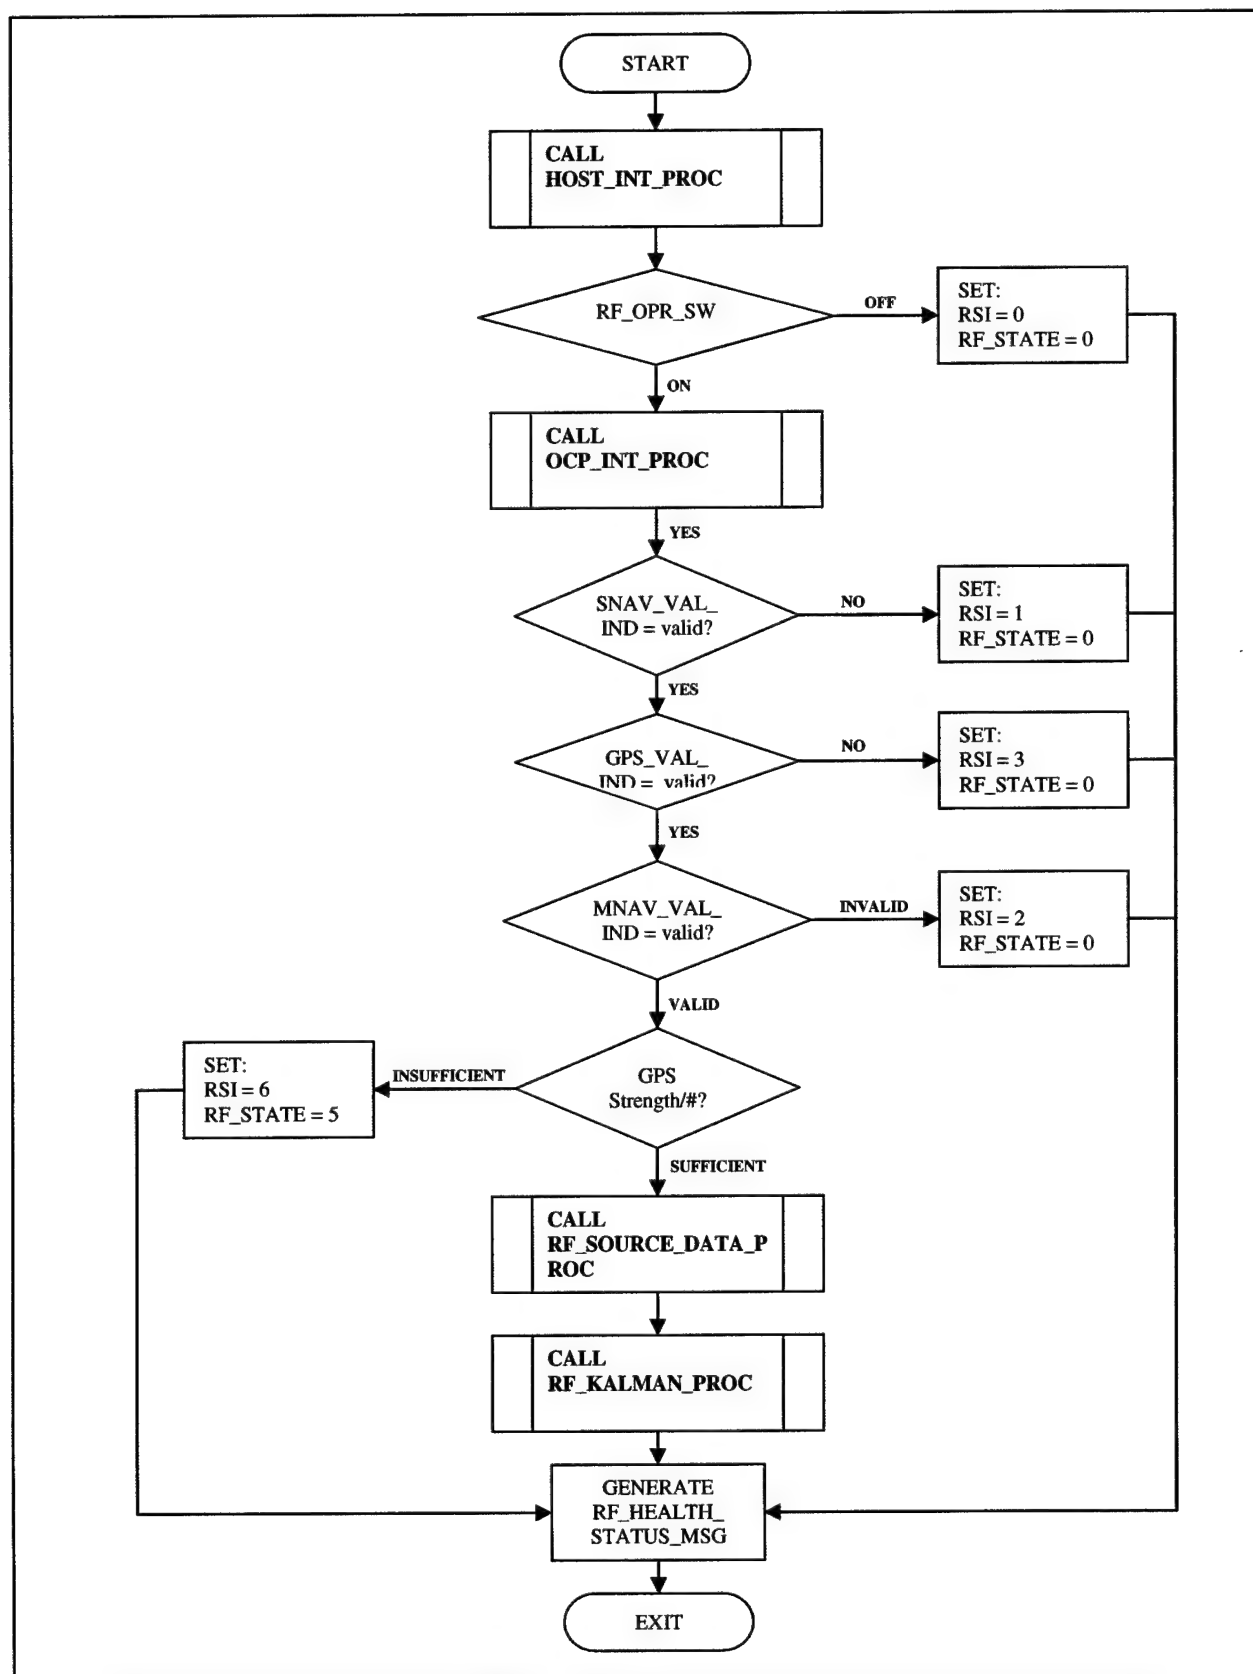 START
CALL
HOST_INT_PROC
RF_OPR_SW
OFF
SET:
RSI = 0
RF_STATE = 0
ON
CALL
OCP_INT_PROC
YES
SNAV_VAL_
IND = valid?
NO
SET:
RSI = 1
RF_STATE = 0
YES
GPS_VAL_
IND = valid?
NO
SET:
RSI = 3
RF_STATE = 0
YES
MNAV_VAL_
IND = valid?
INVALID
SET:
RSI = 2
RF_STATE = 0
VALID
GPS
Strength/#?
INSUFFICIENT
SET:
RSI = 6
RF_STATE = 5
SUFFICIENT
CALL
RF_SOURCE_DATA_P
ROC
CALL
RF_KALMAN_PROC
GENERATE
RF_HEALTH_
STATUS_MSG
EXIT